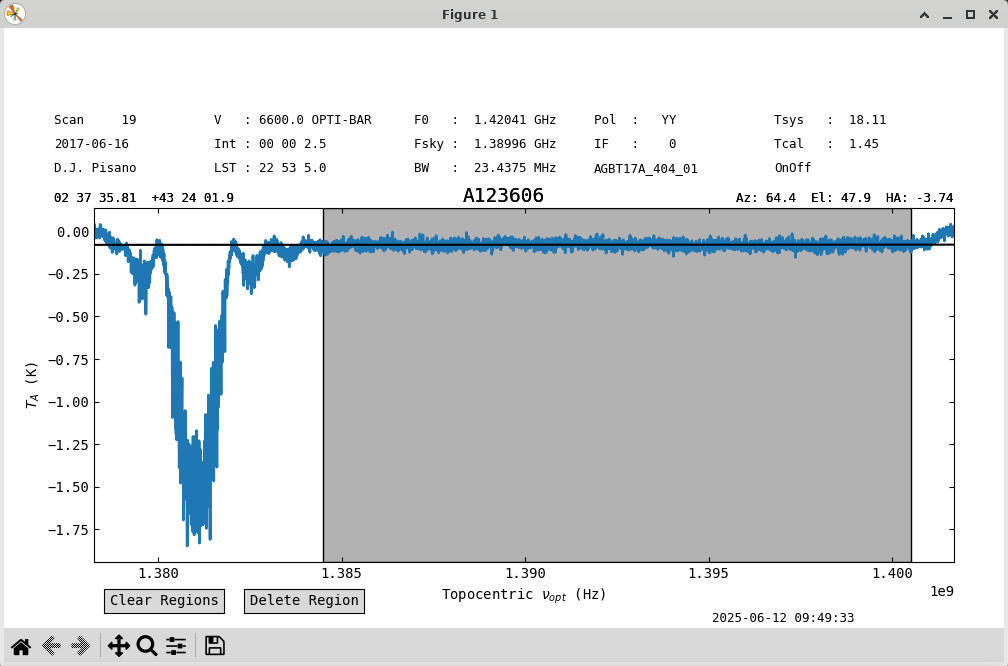 Figure 1
Scan 19 V : 6600.0 OPTI-BAR F0 : 1.42041 GHz Pol : YY Tsys : 18.11
2017-06-16 Int : 00 00 2.5 Fsky : 1.38996 GHz IF : 0 Tcal : 1.45
D.J. Pisano LST : 22 53 5.0 BW : 23.4375 MHz AGBT17A_404_01 OnOff
02 37 35.81 +43 24 01.9 A123606 Az: 64.4 El: 47.9 HA: -3.74
0.00
−0.25
−0.50
−0.75
−1.00
−1.25
−1.50
−1.75
T_A (K)
1.380 1.385 1.390 1.395 1.400
1e9
Topocentric ν_opt (Hz)
Clear Regions Delete Region
2025-06-12 09:49:33